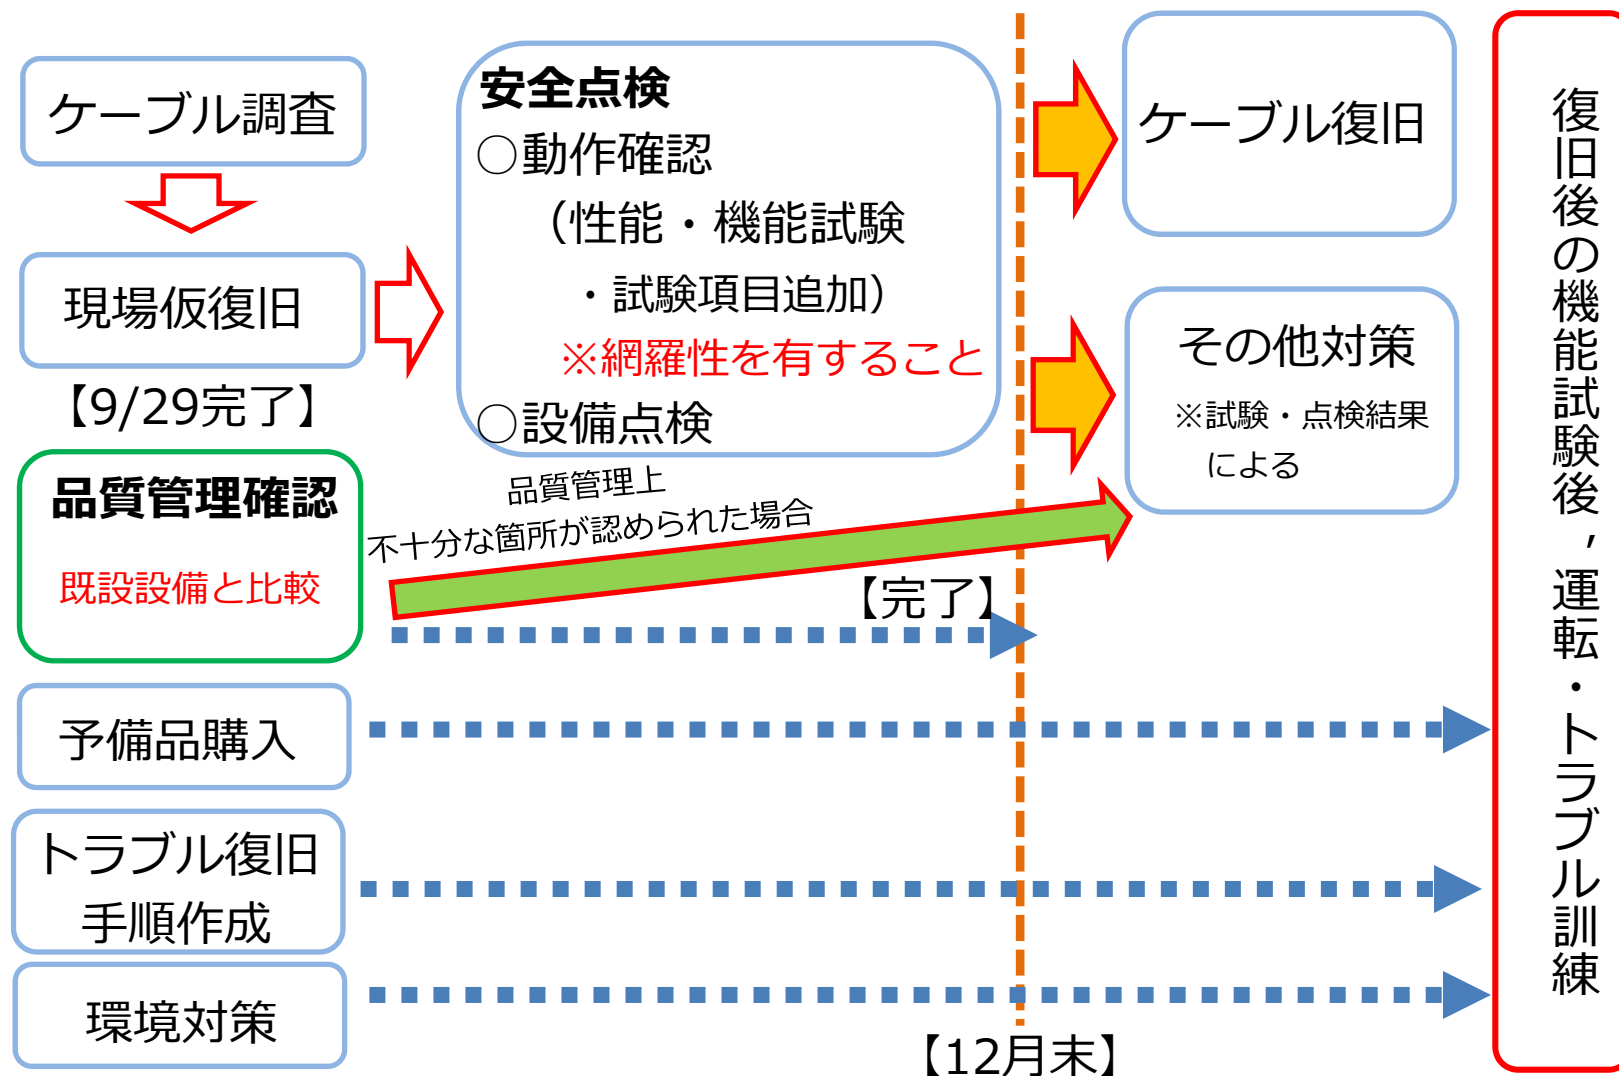 ケーブル調査
現場仮復旧
【9/29完了】
安全点検
○動作確認
（性能・機能試験
・試験項目追加）
※網羅性を有すること
○設備点検
ケーブル復旧
その他対策
※試験・点検結果
による
品質管理確認
既設設備と比較
品質管理上
不十分な箇所が認められた場合
【完了】
予備品購入
トラブル復旧
手順作成
環境対策
【12月末】
復旧後の機能試験後，運転・トラブル訓練